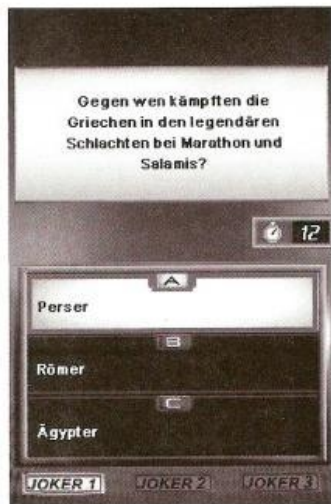 Gegen wen kämpften die
Griechen in den legendären
Schlachten bei Marathon und
Salamis?
12
A
Perser
B
Römer
C
Ägypter
JOKER 1 JOKER 2 JOKER 3